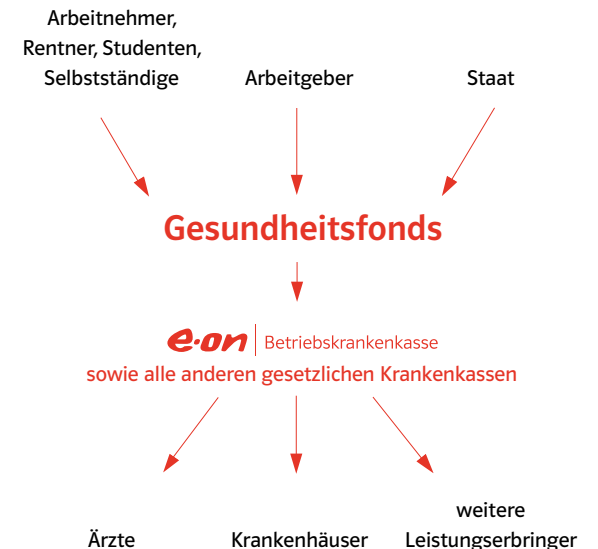 Arbeitnehmer,
Rentner, Studenten,
Selbstständige
Arbeitgeber
Staat
Gesundheitsfonds
e·on | Betriebskrankenkasse
sowie alle anderen gesetzlichen Krankenkassen
Ärzte
Krankenhäuser
weitere
Leistungserbringer